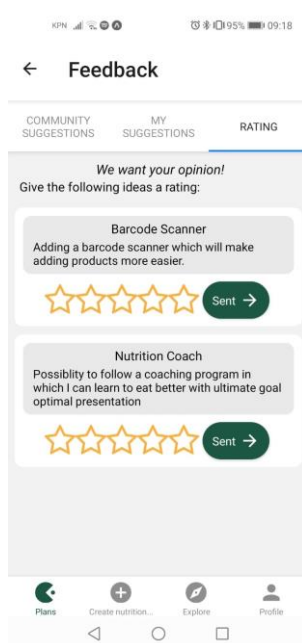 KPN 95% 09:18
Feedback
COMMUNITY
SUGGESTIONS
MY
SUGGESTIONS
RATING
We want your opinion!
Give the following ideas a rating:
Barcode Scanner
Adding a barcode scanner which will make
adding products more easier.
Sent
Nutrition Coach
Possiblity to follow a coaching program in
which I can learn to eat better with ultimate goal
optimal presentation
Sent
Plans Create nutrition... Explore Profile